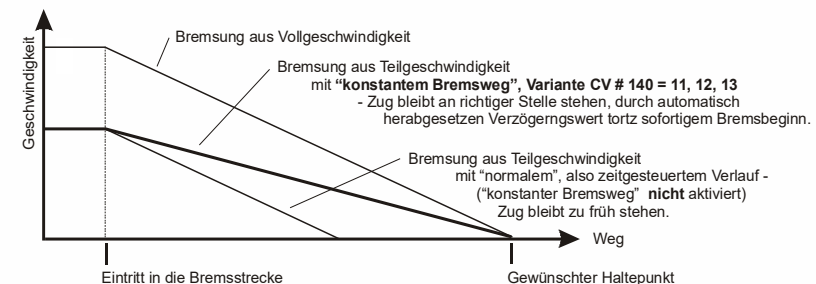 Geschwindigkeit
Bremsung aus Vollgeschwindigkeit
Bremsung aus Teilgeschwindigkeit
mit “konstantem Bremsweg”, Variante CV # 140 = 11, 12, 13
- Zug bleibt an richtiger Stelle stehen, durch automatisch
herabgesetzen Verzögerngswert tortz sofortigem Bremsbeginn.
Bremsung aus Teilgeschwindigkeit
mit “normalem”, also zeitgesteuertem Verlauf -
(“konstanter Bremsweg” nicht aktiviert)
Zug bleibt zu früh stehen.
Weg
Eintritt in die Bremsstrecke
Gewünschter Haltepunkt